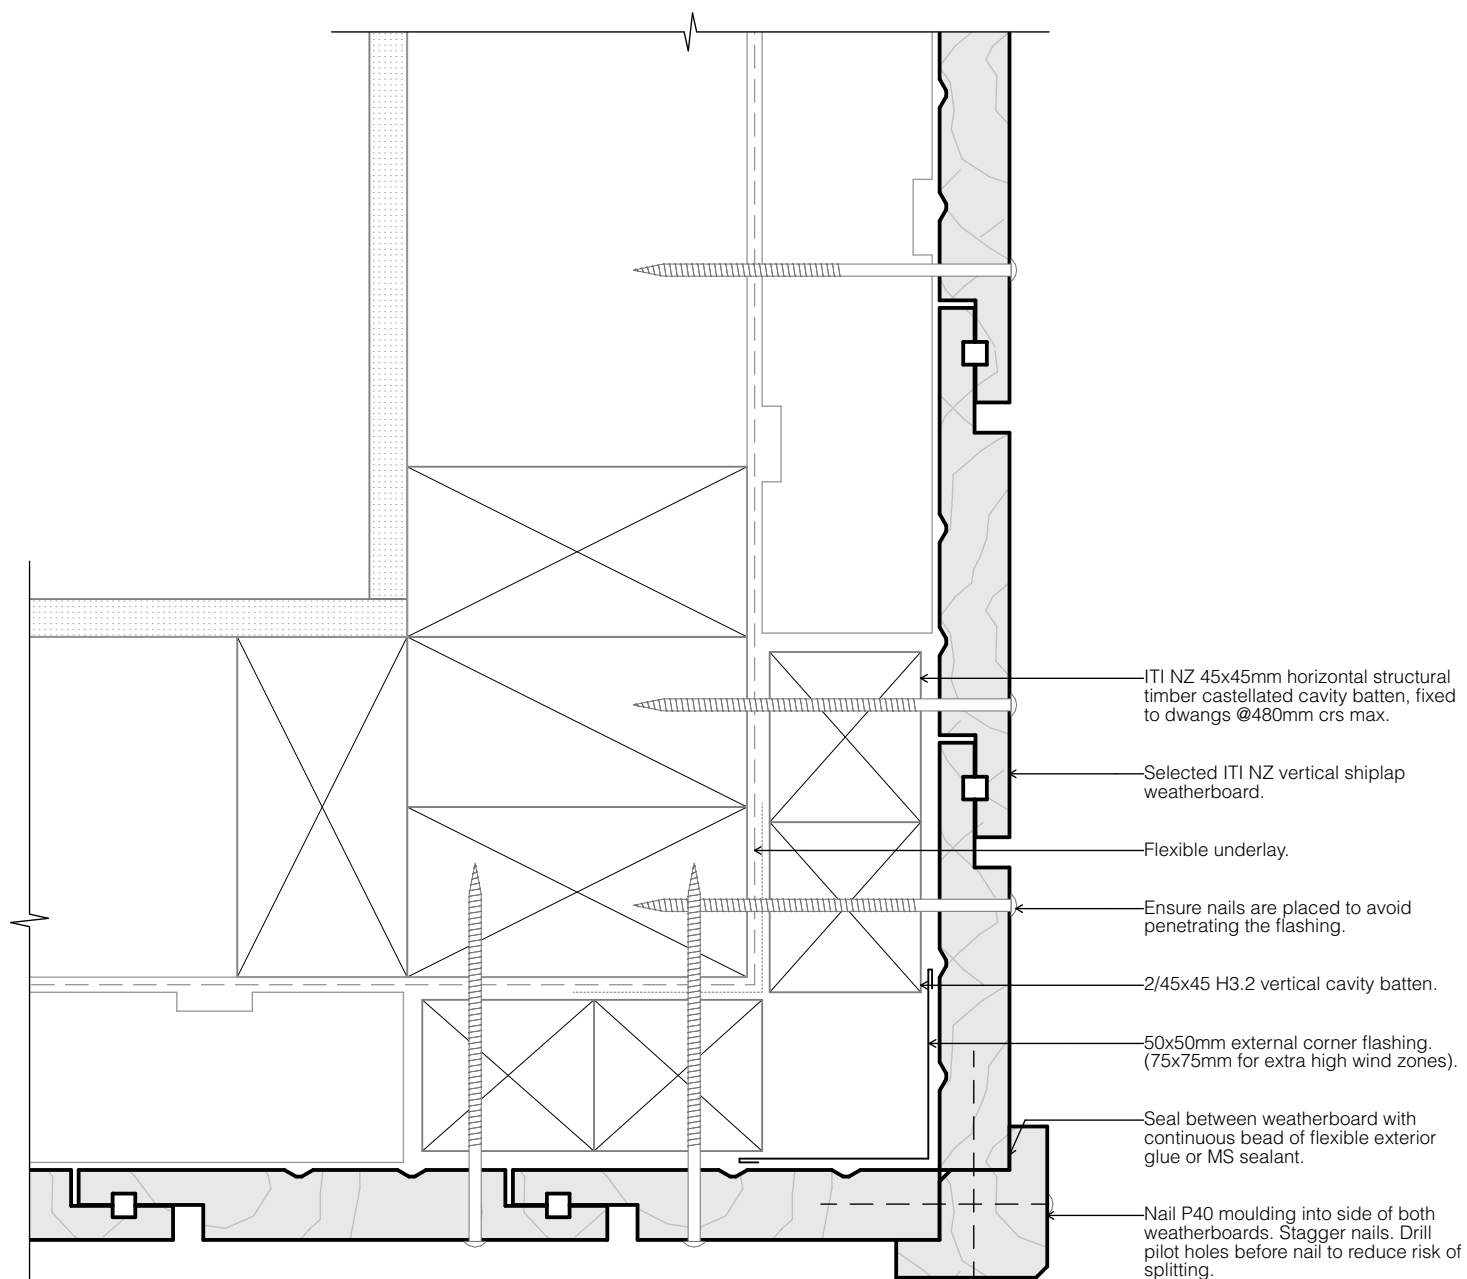 ITI NZ 45x45mm horizontal structural
timber castellated cavity batten, fixed
to dwangs @480mm crs max.
Selected ITI NZ vertical shiplap
weatherboard.
Flexible underlay.
Ensure nails are placed to avoid
penetrating the flashing.
2/45x45 H3.2 vertical cavity batten.
50x50mm external corner flashing.
(75x75mm for extra high wind zones).
Seal between weatherboard with
continuous bead of flexible exterior
glue or MS sealant.
Nail P40 moulding into side of both
weatherboards. Stagger nails. Drill
pilot holes before nail to reduce risk of
splitting.